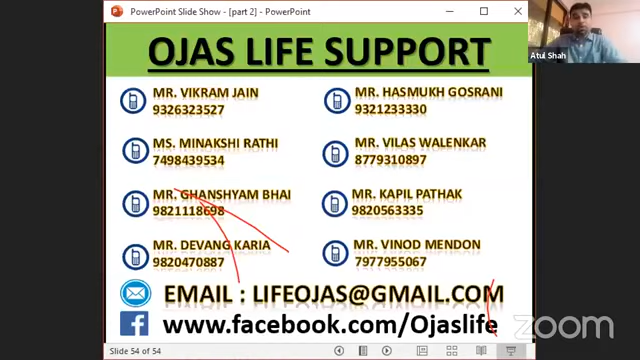 PowerPoint Slide Show - [part 2] - PowerPoint
Atul Shah
OJAS LIFE SUPPORT
MR. VIKRAM JAIN
9326323527
MR. HASMUKH GOSRANI
9321233330
MS. MINAKSHI RATHI
7498439534
MR. VILAS WALENKAR
8779310897
MR. GHANSHYAM BHAI
9821118698
MR. KAPIL PATHAK
9820563335
MR. DEVANG KARIA
9820470887
MR. VINOD MENDON
7977955067
EMAIL : LIFEOJAS@GMAIL.COM
www.facebook.com/Ojaslife
zoom
Slide 54 of 54